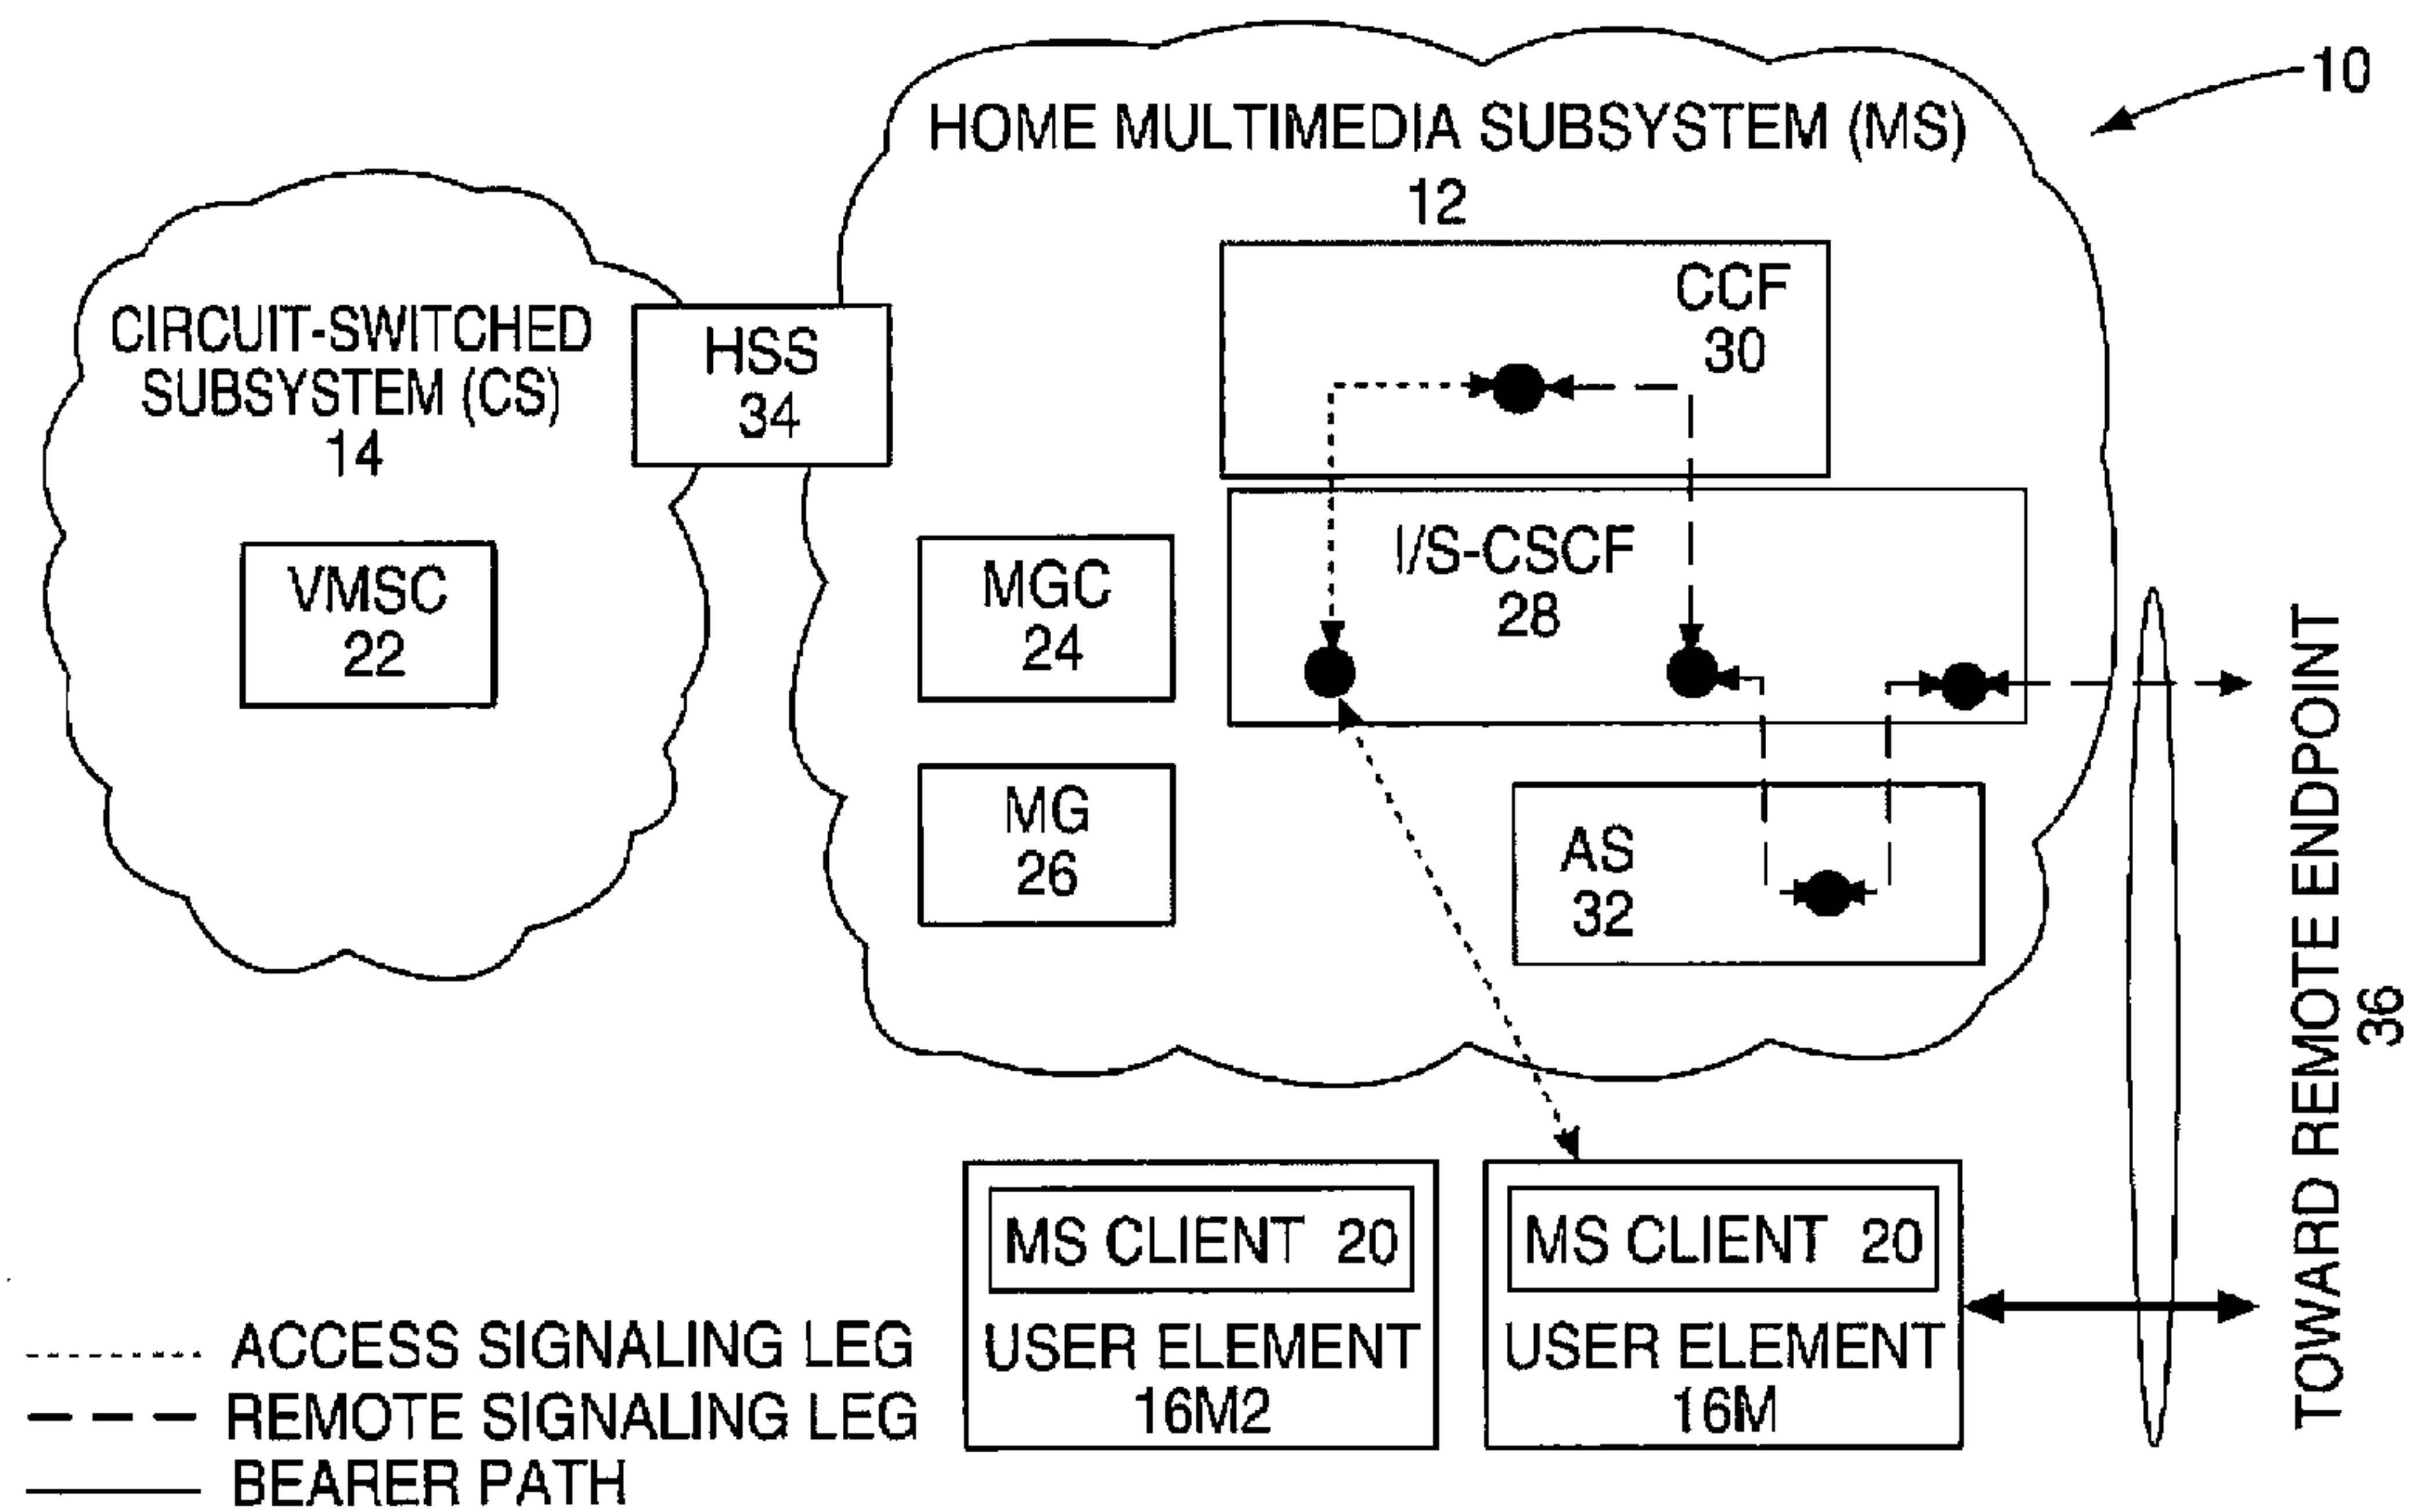 10
HOME MULTIMEDIA SUBSYSTEM (MS)
12
CIRCUIT-SWITCHED
SUBSYSTEM (CS)
14
HSS
34
CCF
30
VMSC
22
MGC
24
I/S-CSCF
28
MG
26
AS
32
TOWARD REMOTE ENDPOINT
36
MS CLIENT 20
USER ELEMENT
16M2
MS CLIENT 20
USER ELEMENT
16M
ACCESS SIGNALING LEG
REMOTE SIGNALING LEG
BEARER PATH